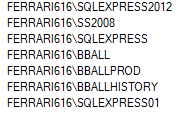 FERRARI616\SQLEXPRESS2012
FERRARI616\SS2008
FERRARI616\SQLEXPRESS
FERRARI616\BBALL
FERRARI616\BBALLPROD
FERRARI616\BBALLHISTORY
FERRARI616\SQLEXPRESS01